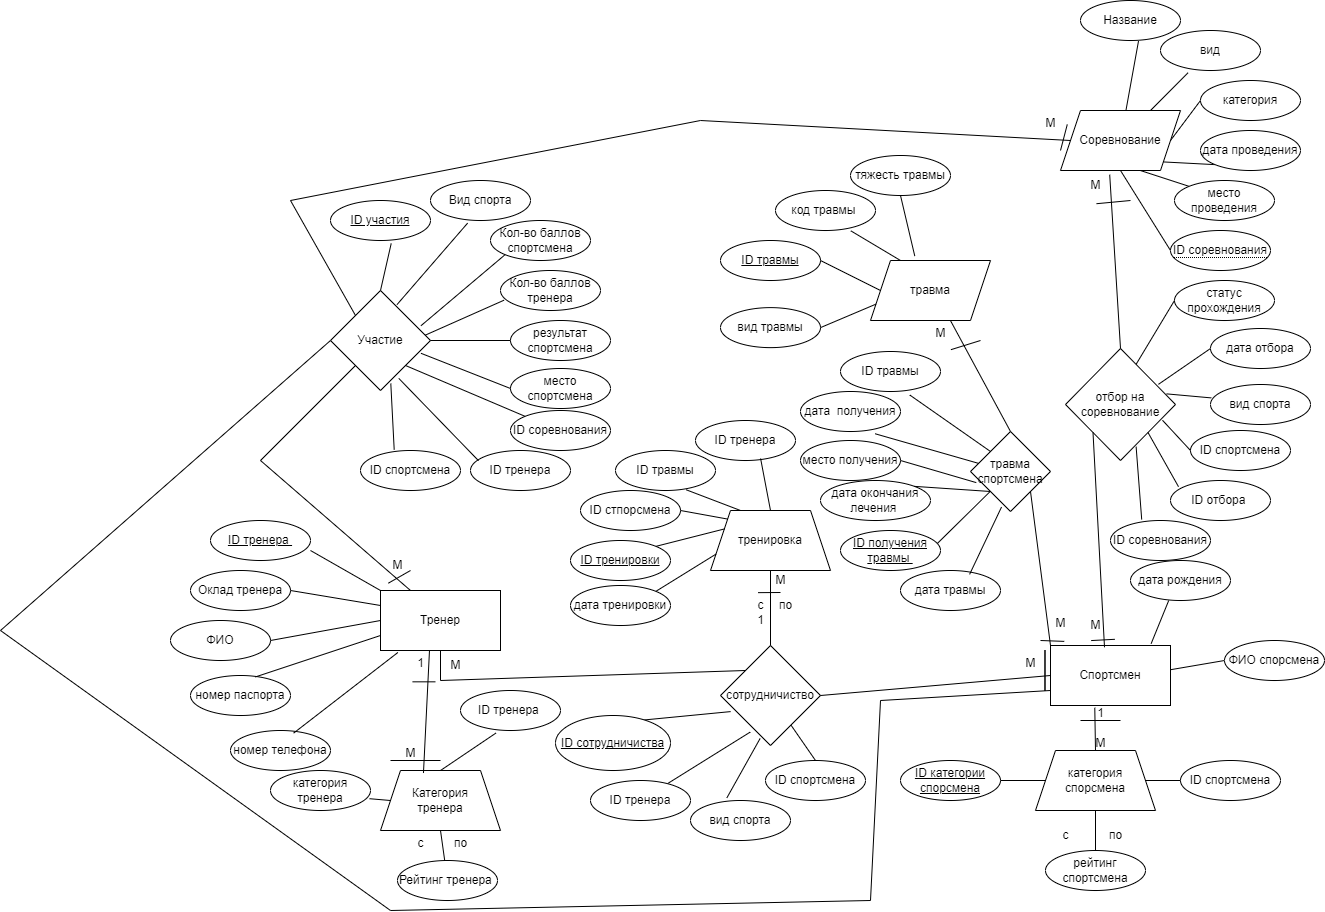 Название
вид
категория
М
Соревнование
дата проведения
тяжесть травмы
М
место
проведения
Вид спорта
код травмы
ID участия
Кол-во баллов
спортсмена
ID соревнования
ID травмы
Кол-во баллов
тренера
травма
статус
прохождения
вид травмы
М
результат
спортсмена
Участие
дата отбора
ID травмы
место
спортсмена
отбор на
соревнование
вид спорта
дата  получения
ID соревнования
ID тренера
ID спортсмена
место получения
травма
спортсмена
ID спортсмена
ID тренера
ID травмы
дата окончания
лечения
ID отбора
ID стпорсмена
ID тренера
тренировка
ID получения
травмы
ID соревнования
ID тренировки
М
М
дата рождения
Оклад тренера
дата травмы
дата тренировки
с
по
1
Тренер
М
М
ФИО
1
М
М
ФИО спорсмена
Спортсмен
номер паспорта
сотрудничиство
ID тренера
1
номер телефона
М
ID сотрудничиства
М
категория
тренера
Категория
тренера
ID тренера
ID спортсмена
ID категории
спорсмена
категория
спорсмена
ID спортсмена
вид спорта
с
по
с
по
Рейтинг тренера
рейтинг
спортсмена